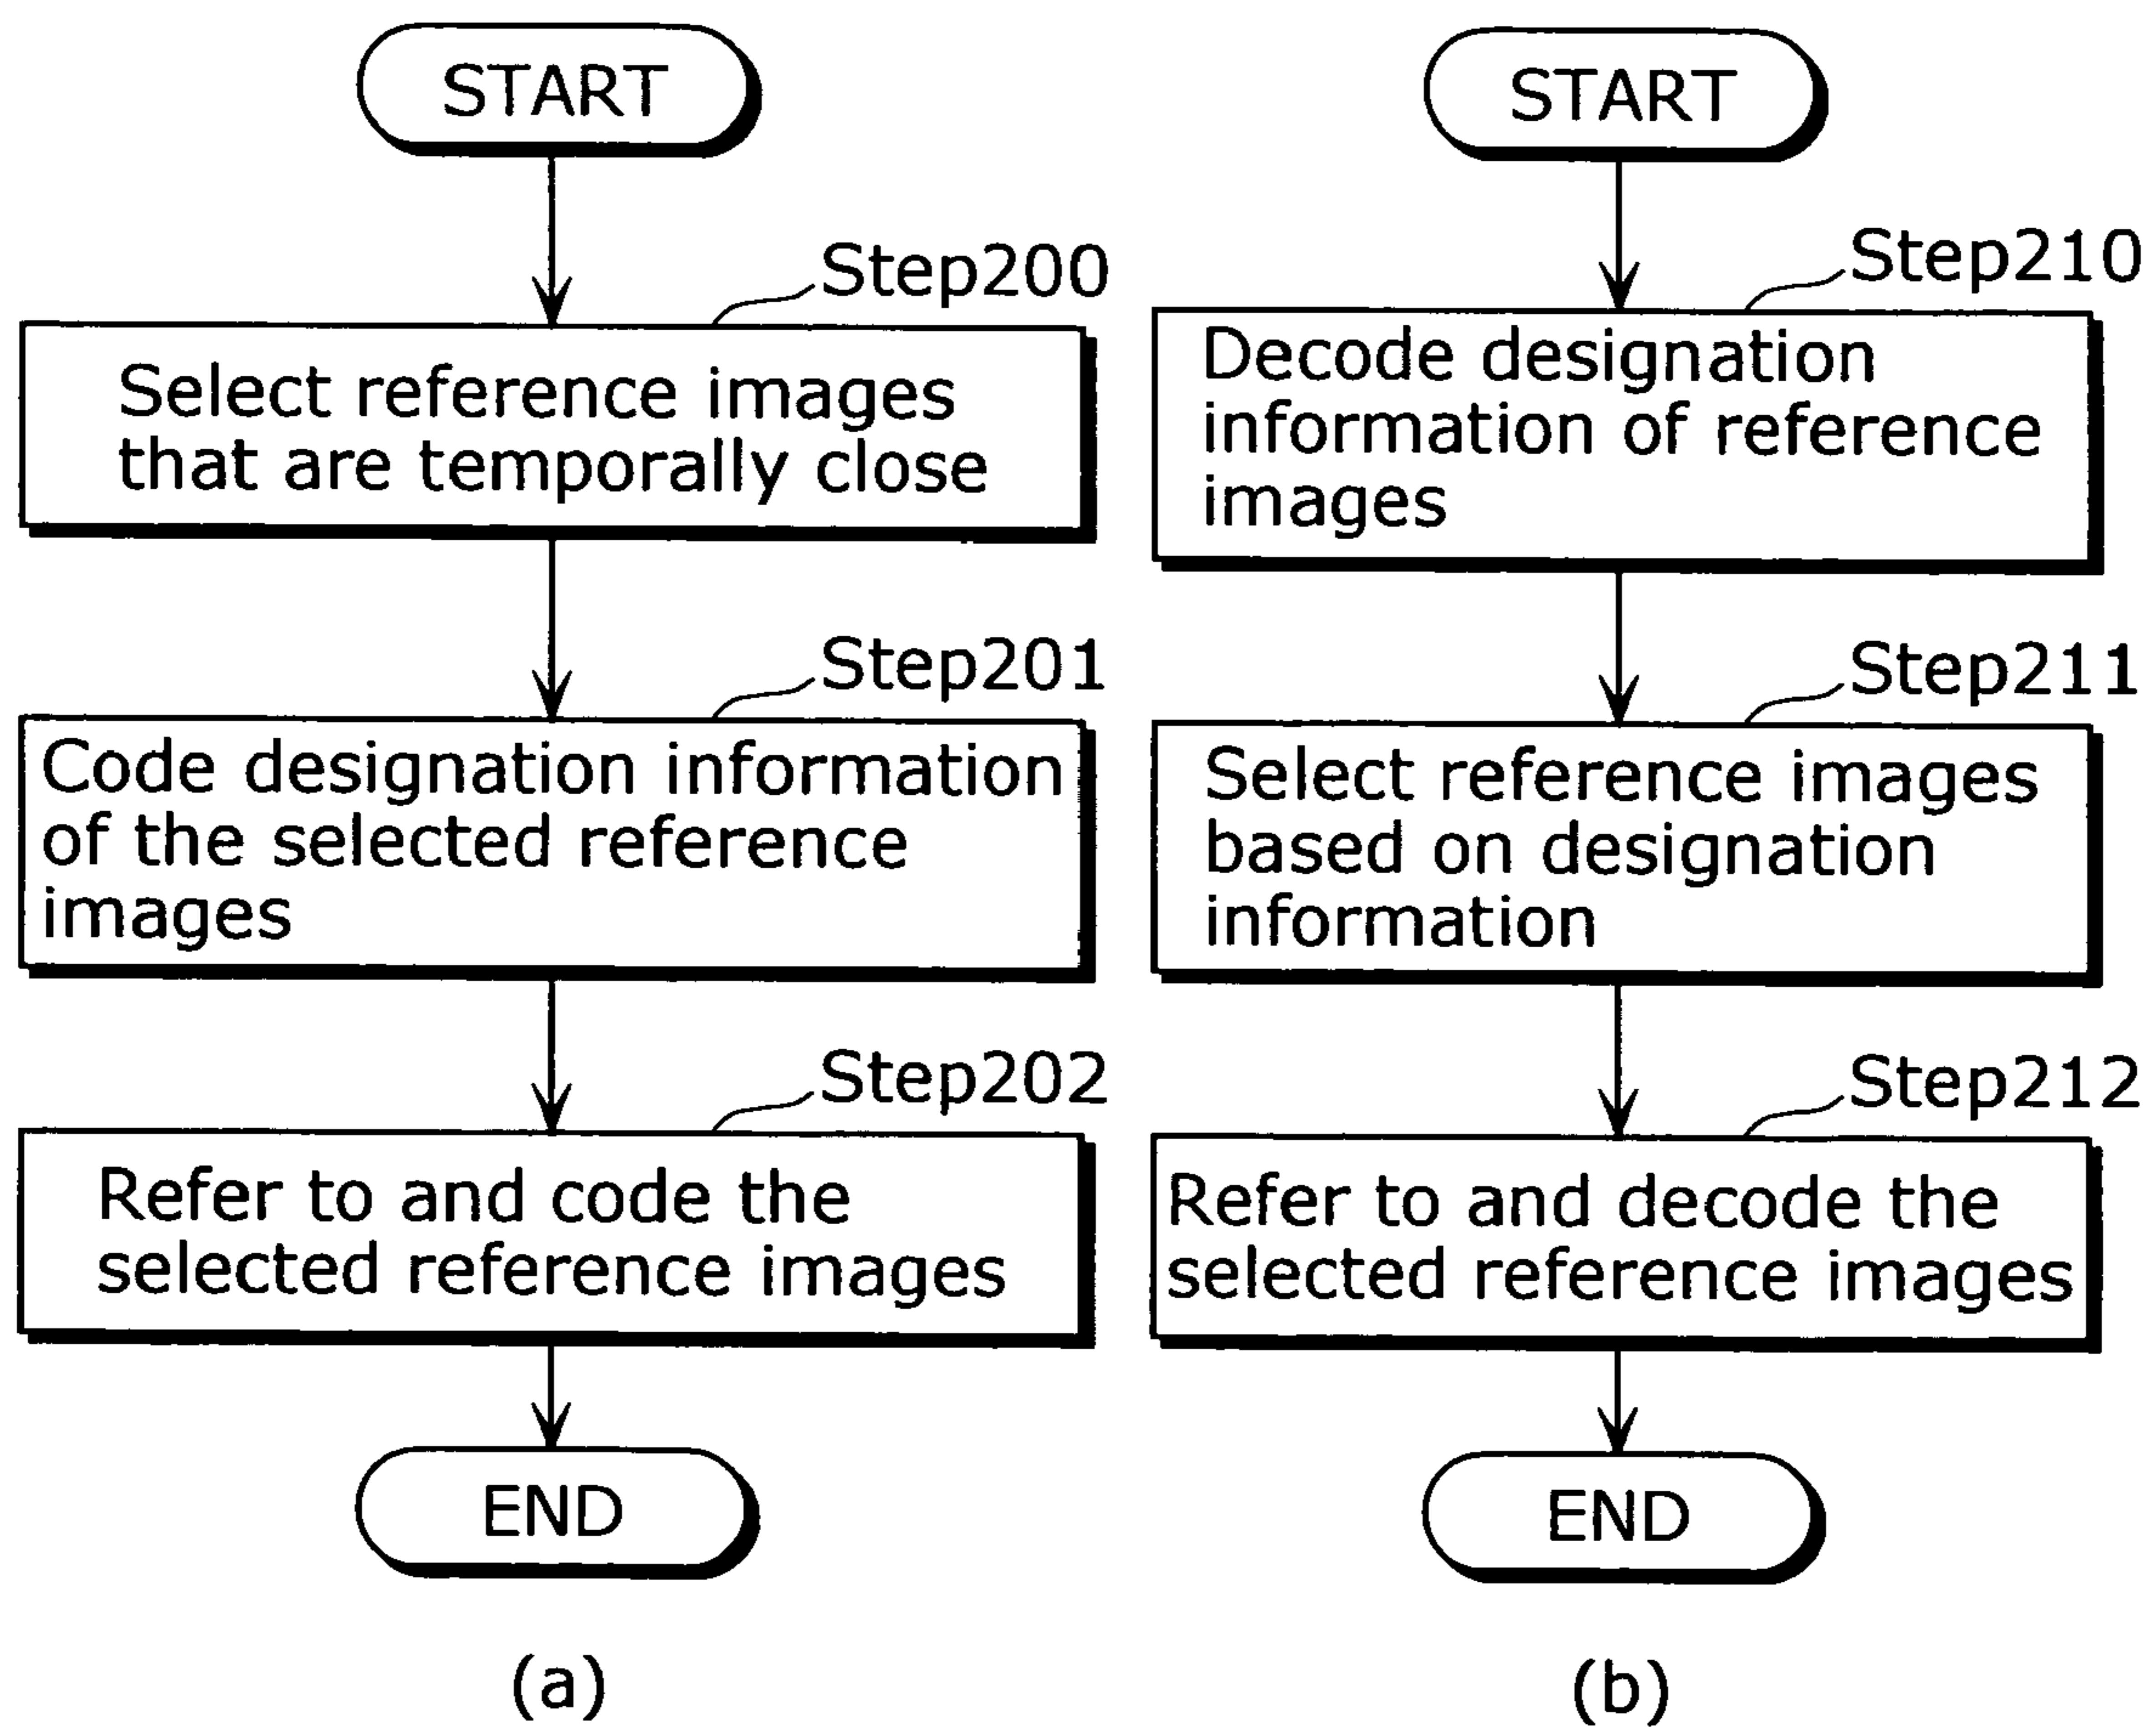 START
Step200
Select reference images
that are temporally close
Step201
Code designation information
of the selected reference
images
Step202
Refer to and code the
selected reference images
END
(a)
START
Step210
Decode designation
information of reference
images
Step211
Select reference images
based on designation
information
Step212
Refer to and decode the
selected reference images
END
(b)